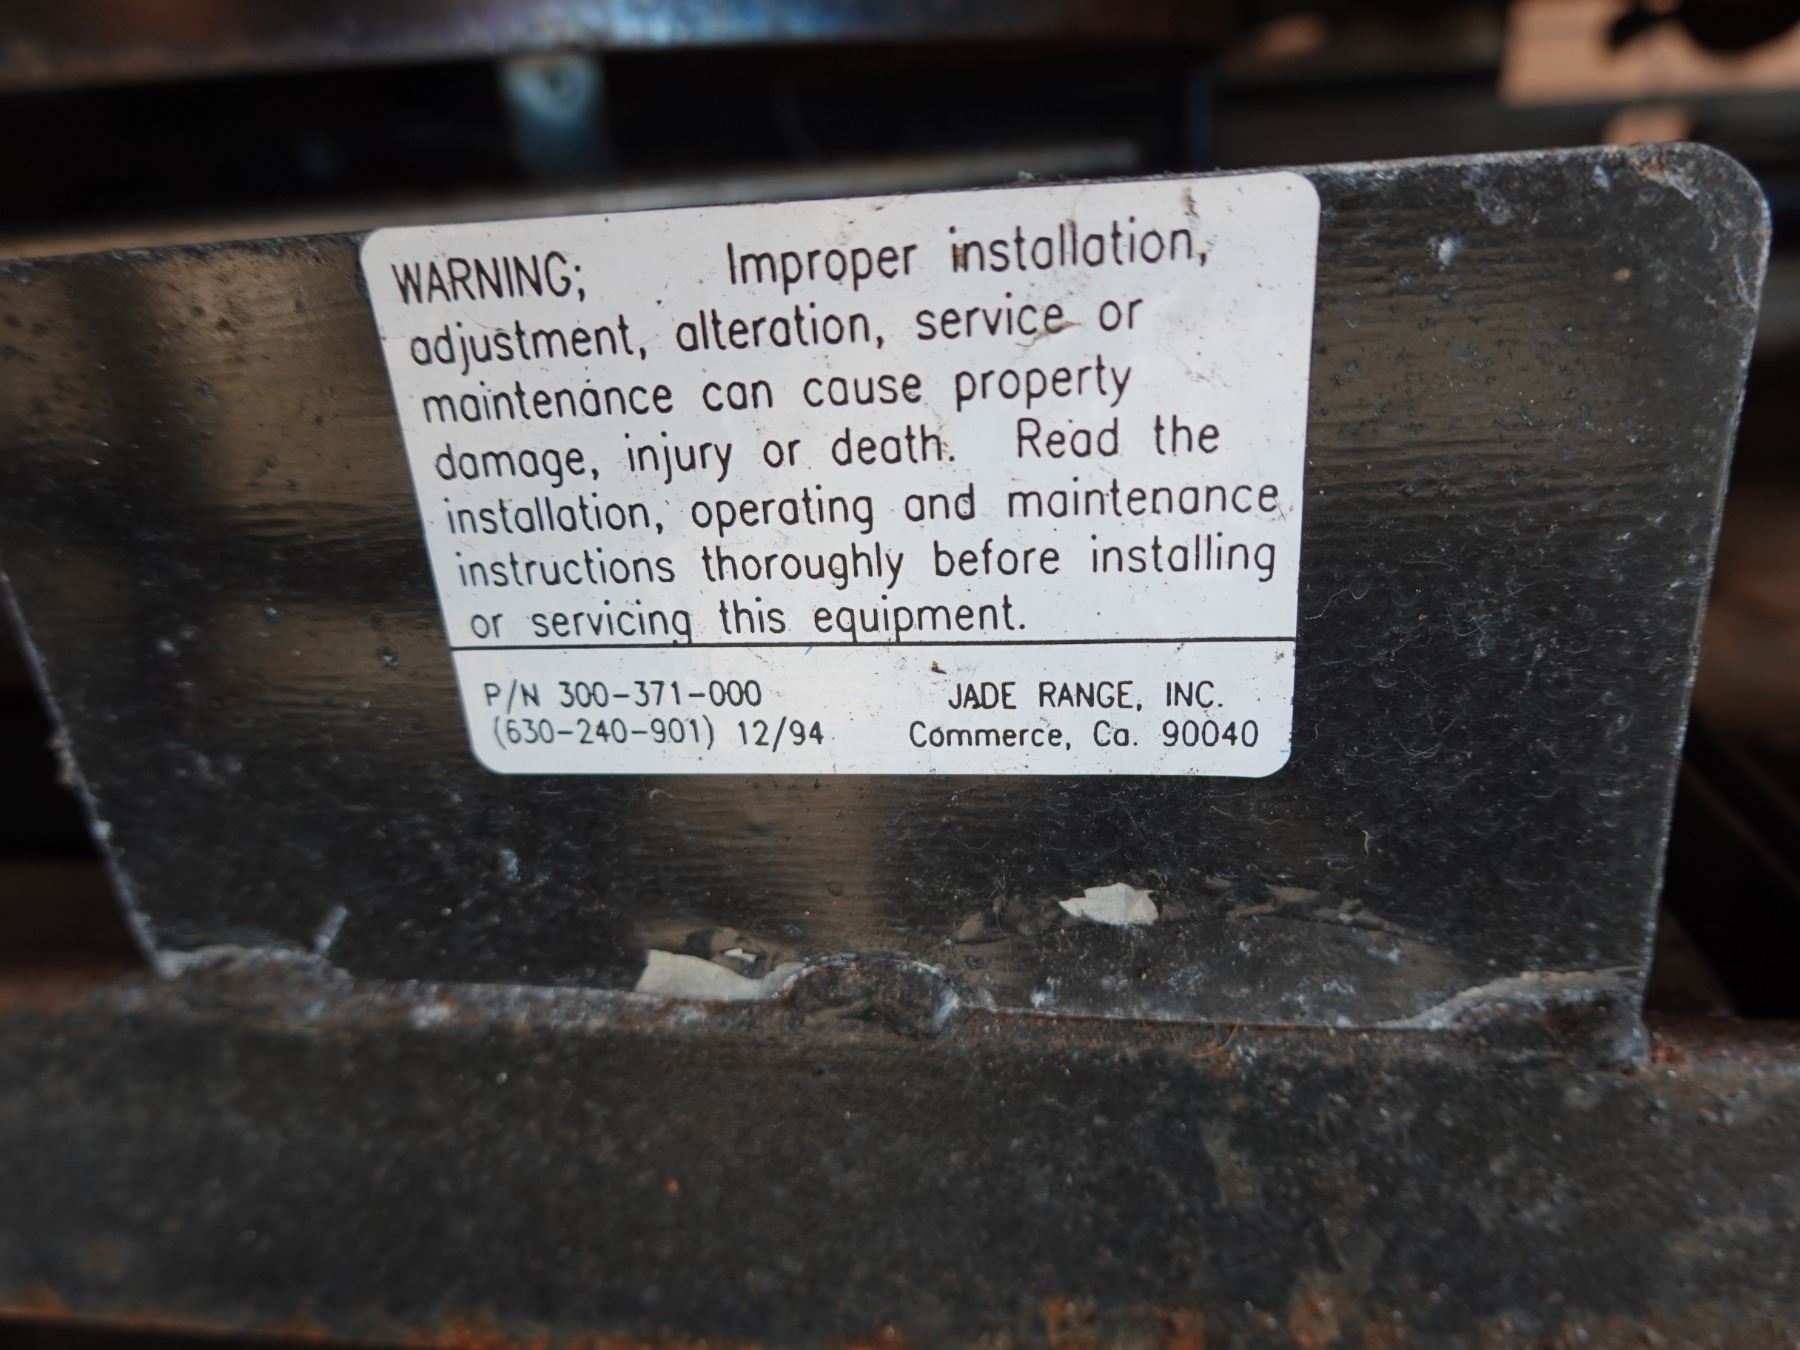 WARNING; Improper installation,
adjustment, alteration, service or
maintenance can cause property
damage, injury or death. Read the
installation, operating and maintenance
instructions thoroughly before installing
or servicing this equipment.
P/N 300-371-000 JADE RANGE, INC.
(630-240-901) 12/94 Commerce, Ca. 90040